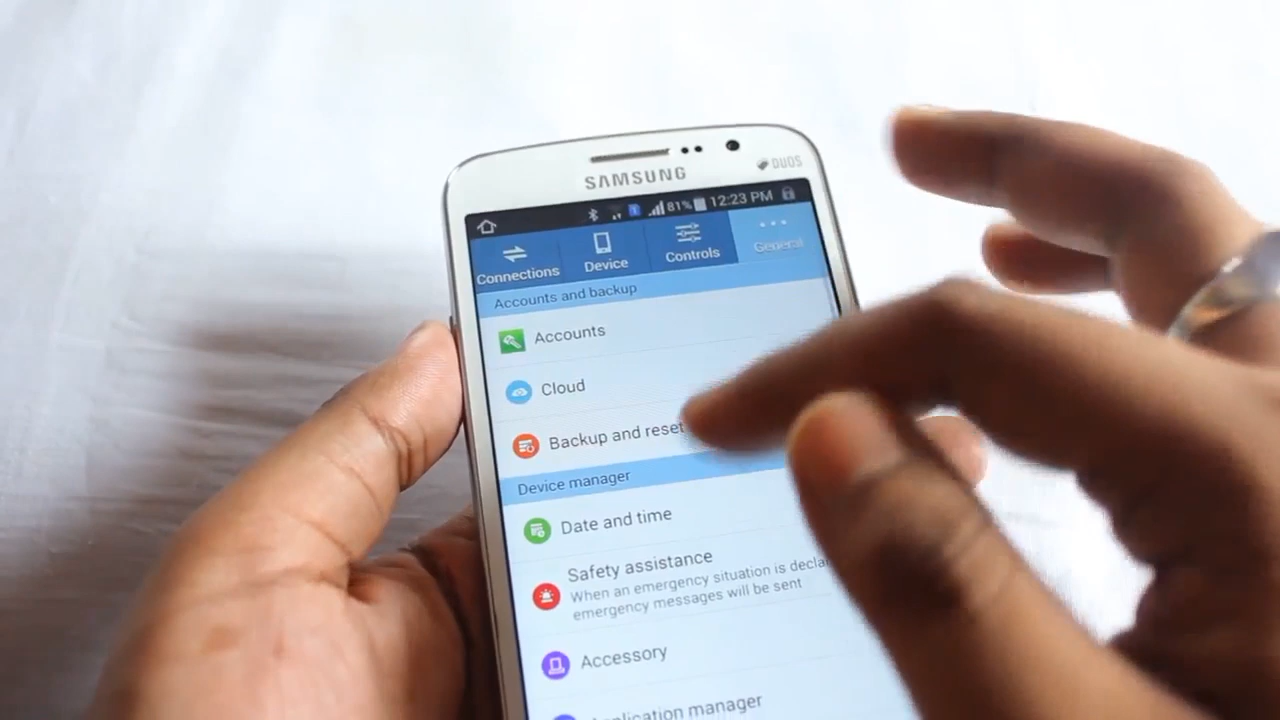 SAMSUNG
DUOS
81% 12:23 PM
Connections
Device
Controls
General
Accounts and backup
Accounts
Cloud
Backup and reset
Device manager
Date and time
Safety assistance
When an emergency situation is decla
emergency messages will be sent
Accessory
Application manager